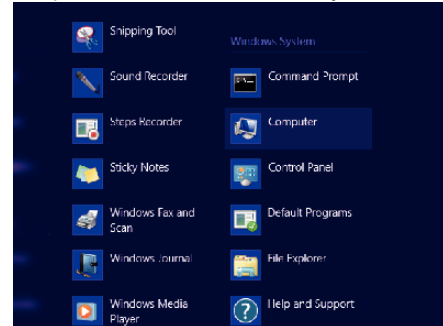 Snipping Tool
Sound Recorder
Steps Recorder
Sticky Notes
Windows Fax and
Scan
Windows Journal
Windows Media
Player
Windows System
Command Prompt
Computer
Control Panel
Default Programs
File Explorer
Help and Support